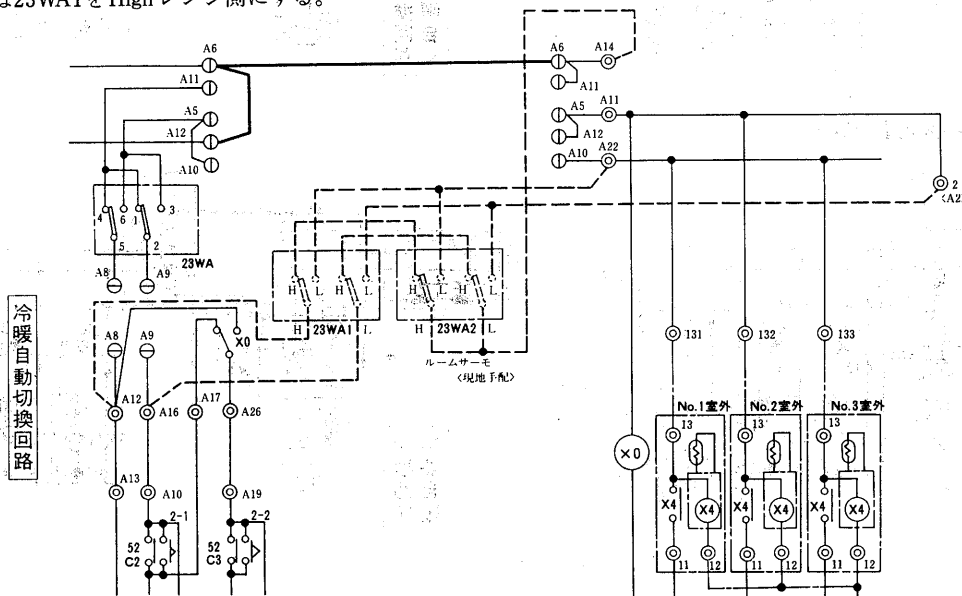 は23WA1をHighレンジ側にする。
A6
A6
A14
A11
A11
A5
A5
A11
A12
A12
A10
A10
A22
2
<A2
4
6
1
3
5
2
23WA
A8
A9
H
L
H
L
H
L
H
L
H
23WA1
L
H
23WA2
L
ルームサーモ
<現地手配>
冷暖自動切換回路
A8
A9
X0
A12
A16
A17
A26
A13
A10
A19
2-1
2-2
52
C2
52
C3
131
132
133
X0
No.1室外
No.2室外
No.3室外
13
13
13
X4
X4
X4
X4
X4
X4
11
12
11
12
11
12